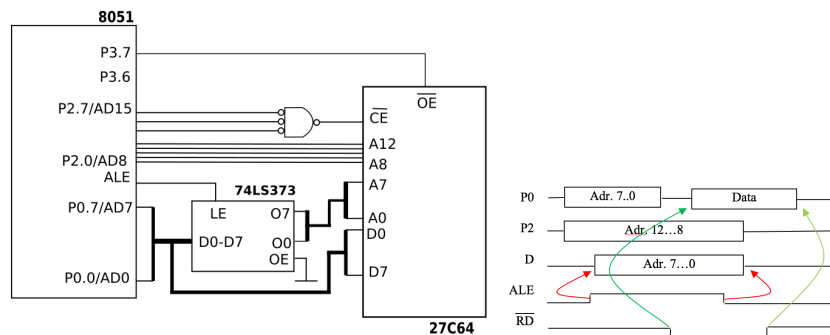 8051
P3.7
P3.6
P2.7/AD15
P2.0/AD8
ALE
P0.7/AD7
P0.0/AD0
74LS373
LE
D0-D7
O7
O0
OE
OE
CE
A12
A8
A7
A0
D0
D7
27C64
P0 Adr. 7..0 Data
P2 Adr. 12...8
D Adr. 7...0
ALE
RD